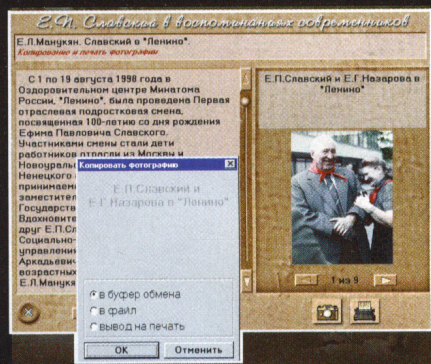 Е.П. Славский в воспоминаниях современников
Е.Л.Манукян. Славский в "Ленино".
Копирование и печать фотографии
С 1 по 19 августа 1998 года в
Оздоровительном центре Минатома
России, "Ленино", была проведена Первая
отраслевая подростковая смена,
посвященная 100-летию со дня рождения
Ефима Павловича Славского.
Участниками смены стали дети
работников отрасли из Москвы и
Новоураль
Ненецкого
принимаем
заместител
Государств
Вдохновите
друг Е.П.Сл
Социально-
управления
Аркадьевич
возрастных
Е.Л.Манукя
Копировать фотографию
Е.П.Славский и
Е.Г.Назарова в "Ленино"
в буфер обмена
в файл
вывод на печать
ОК
Отменить
Е.П.Славский и Е.Г.Назарова в
"Ленино"
1 из 9